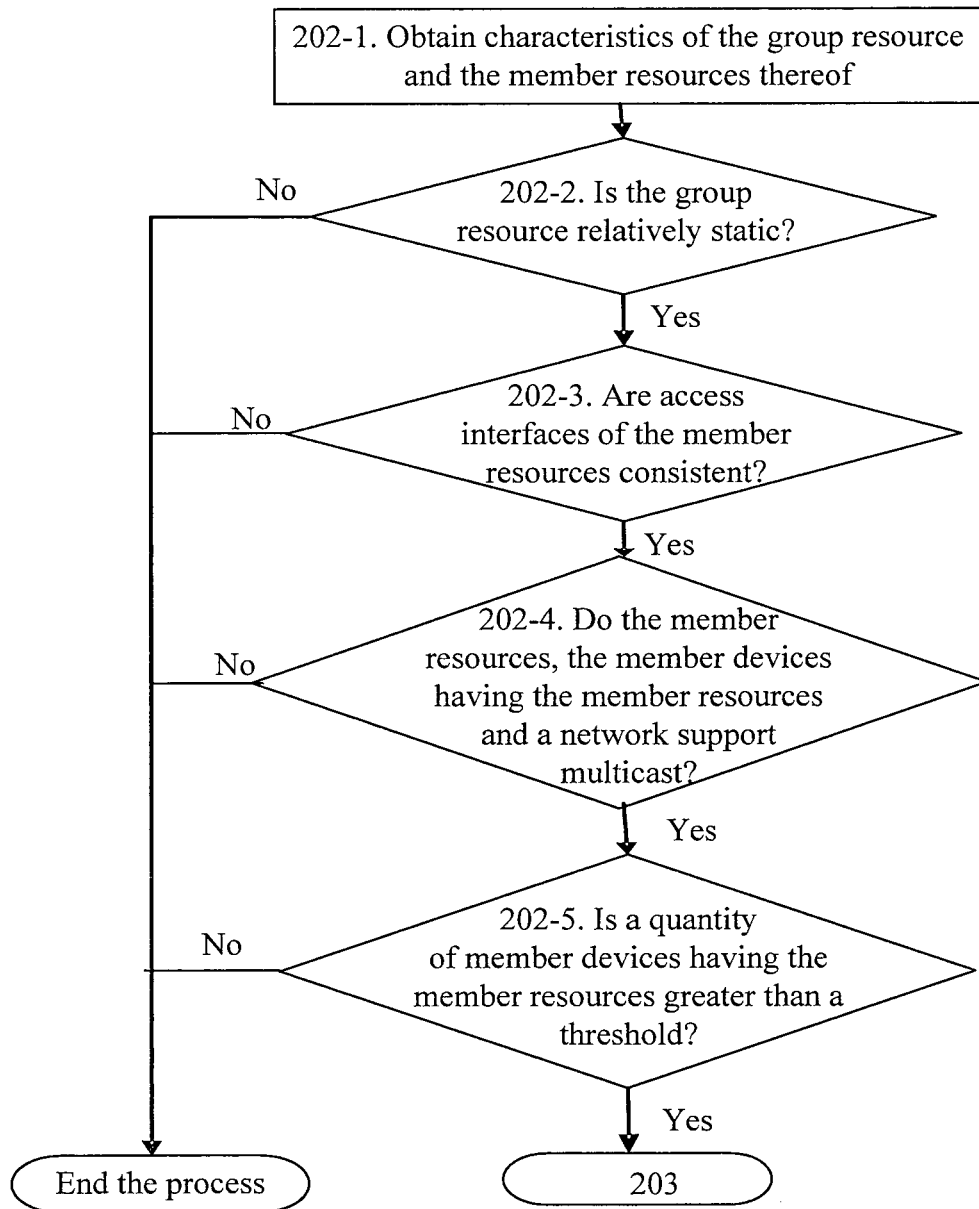 202-1. Obtain characteristics of the group resource
and the member resources thereof
No
202-2. Is the group
resource relatively static?
Yes
No
202-3. Are access
interfaces of the member
resources consistent?
Yes
No
202-4. Do the member
resources, the member devices
having the member resources
and a network support
multicast?
Yes
No
202-5. Is a quantity
of member devices having the
member resources greater than a
threshold?
Yes
End the process
203